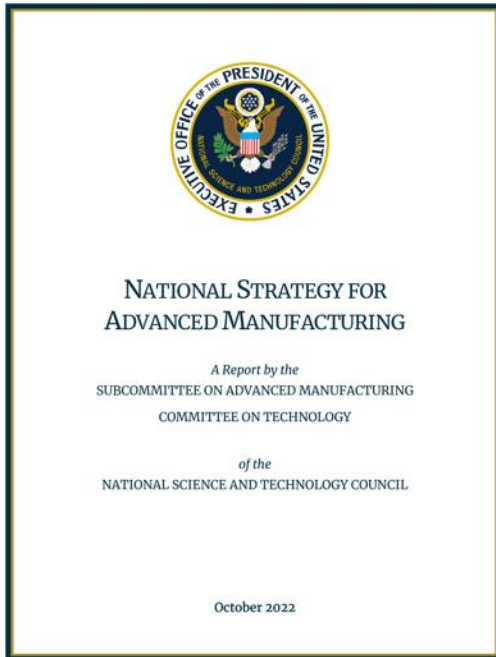 EXECUTIVE OFFICE OF THE PRESIDENT OF THE UNITED STATES
NATIONAL SCIENCE AND TECHNOLOGY COUNCIL
NATIONAL STRATEGY FOR
ADVANCED MANUFACTURING
A Report by the
SUBCOMMITTEE ON ADVANCED MANUFACTURING
COMMITTEE ON TECHNOLOGY
of the
NATIONAL SCIENCE AND TECHNOLOGY COUNCIL
October 2022